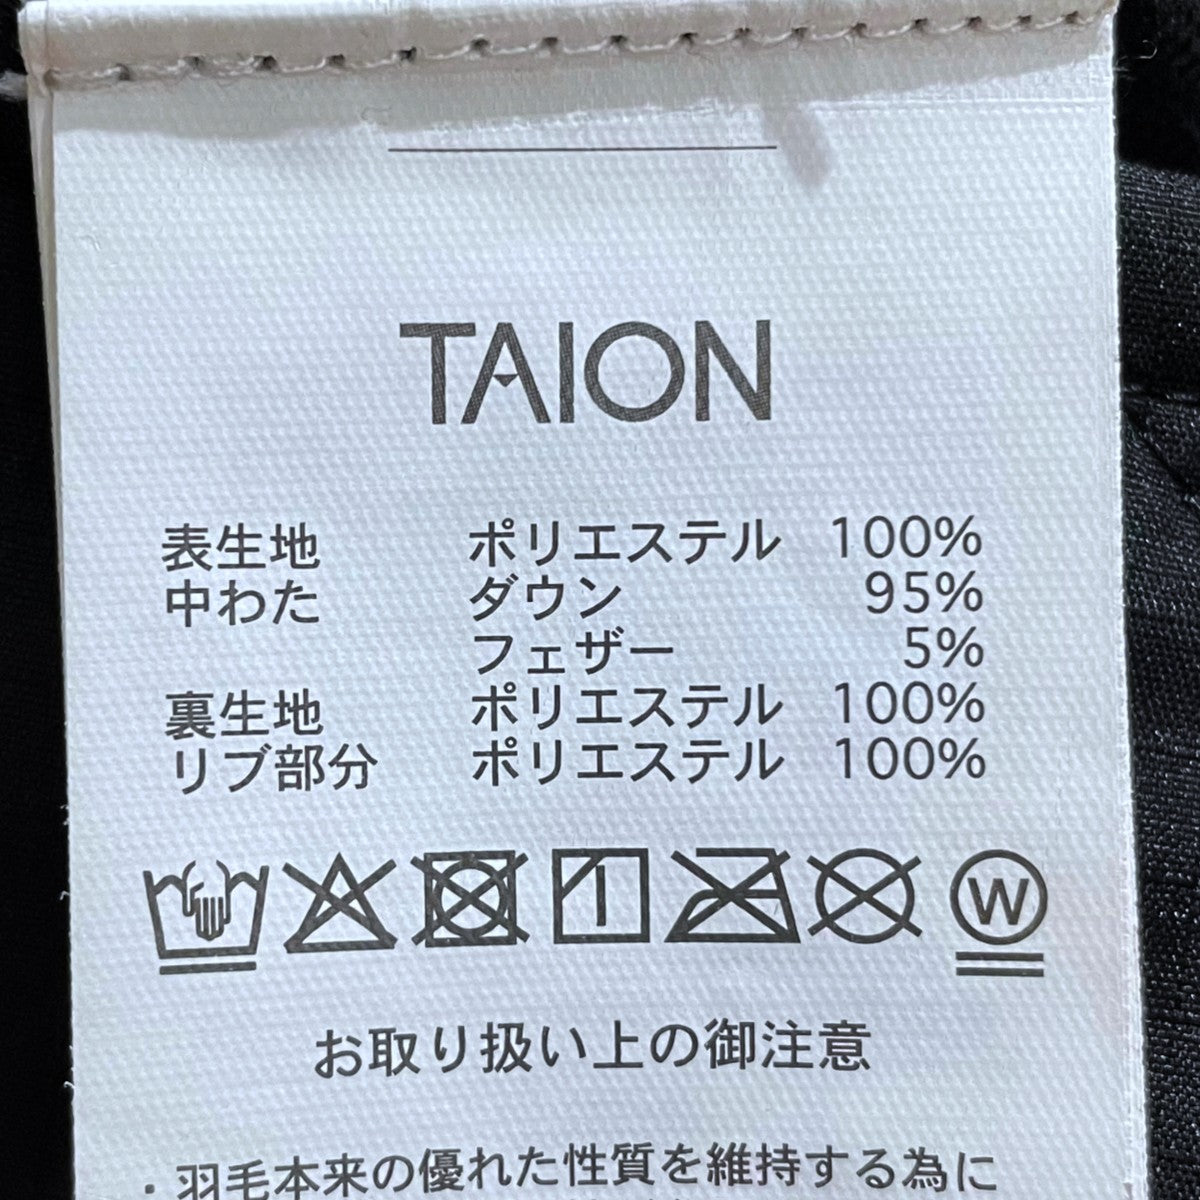 TAION
表生地 ポリエステル 100%
中わた ダウン 95%
フェザー 5%
裏生地 ポリエステル 100%
リブ部分 ポリエステル 100%
W
お取り扱い上の御注意
・羽毛本来の優れた性質を維持する為に